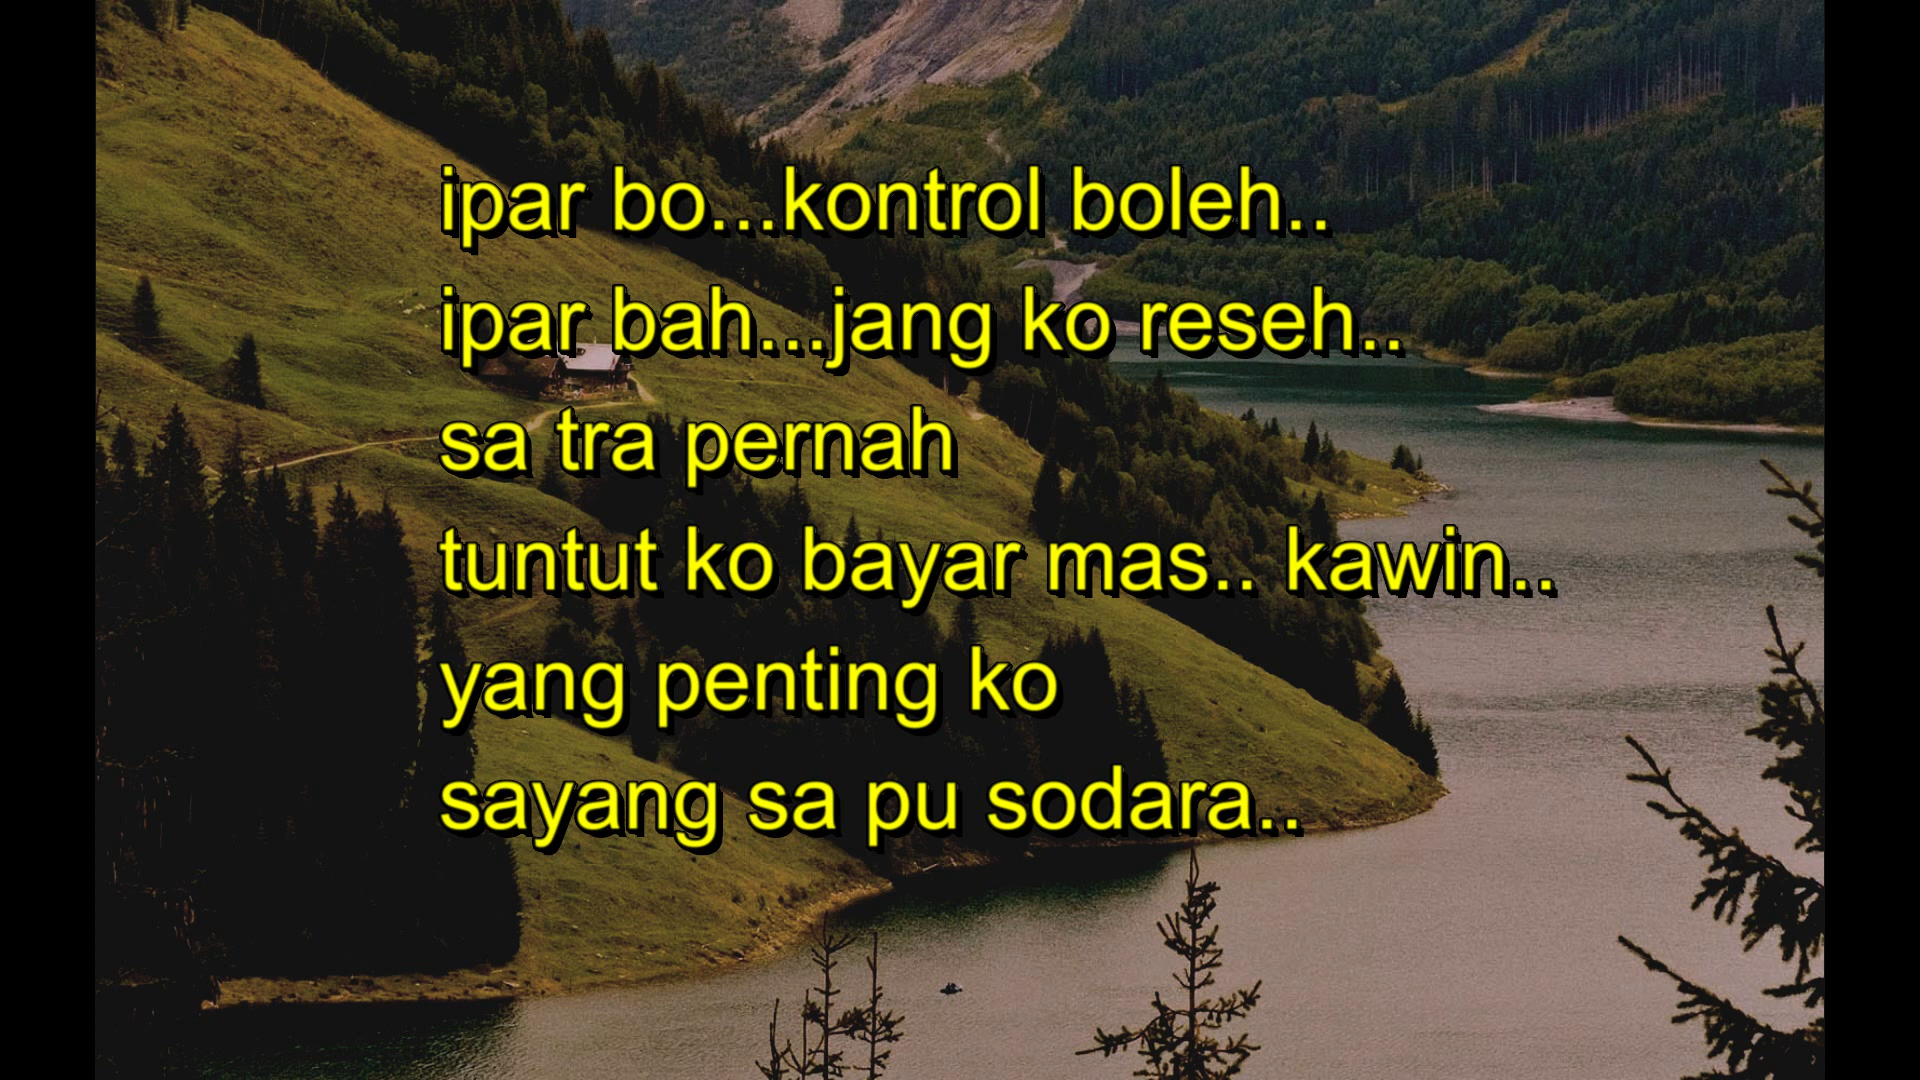 ipar bo...kontrol boleh..
ipar bah...jang ko reseh..
sa tra pernah
tuntut ko bayar mas.. kawin..
yang penting ko
sayang sa pu sodara..